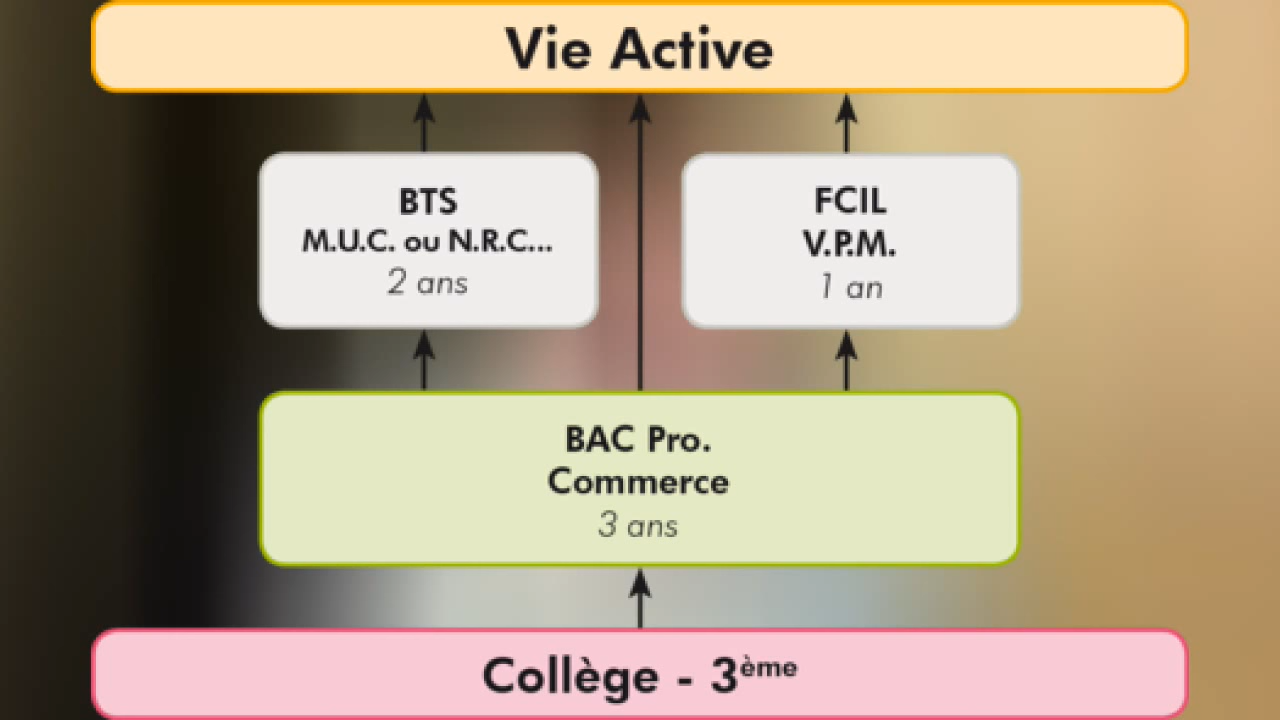 Vie Active
BTS
M.U.C. ou N.R.C...
2 ans
FCIL
V.P.M.
1 an
BAC Pro.
Commerce
3 ans
Collège - 3ème